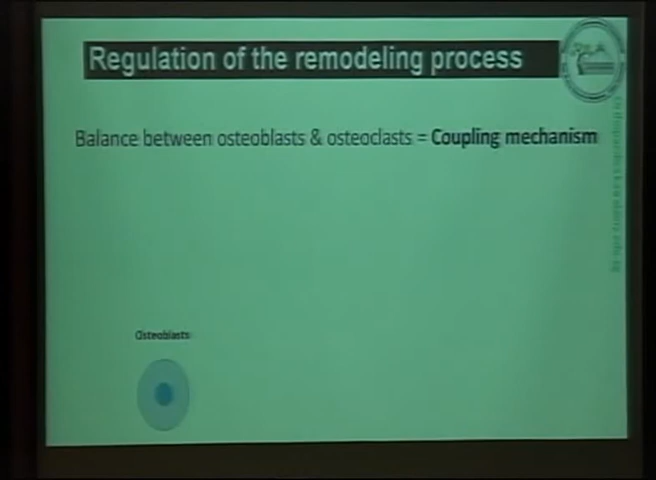 Regulation of the remodeling process
Balance between osteoblasts & osteoclasts = Coupling mechanism
Osteoblasts